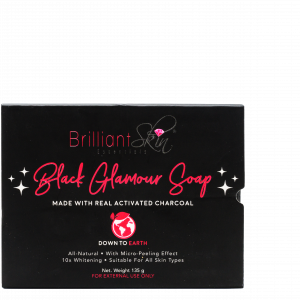 Brilliant Skin
Essentials
Black Glamour Soap
MADE WITH REAL ACTIVATED CHARCOAL
DOWN TO EARTH
All-Natural • With Micro-Peeling Effect
10x Whitening • Suitable For All Skin Types
Net. Weight 135 g
FOR EXTERNAL USE ONLY